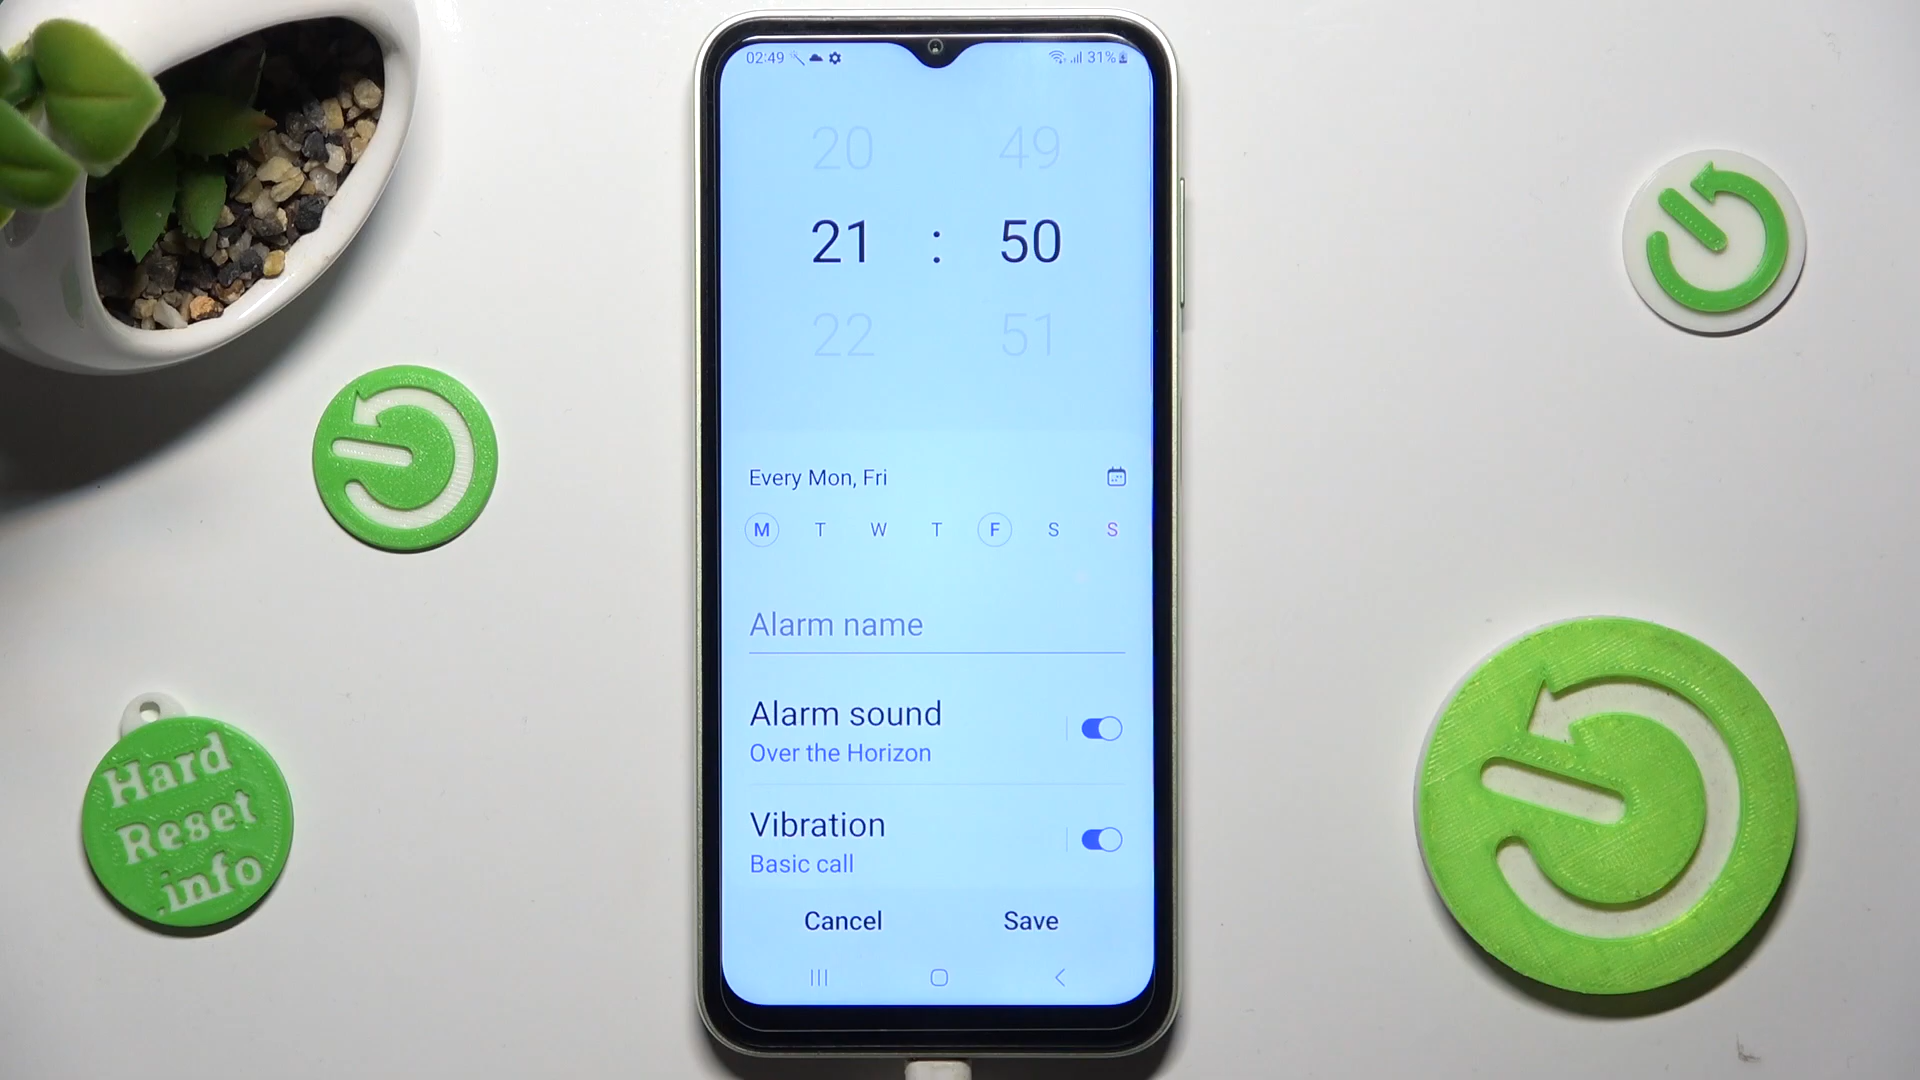 02:49
31%
20 49
21 : 50
22 51
Every Mon, Fri
M T W T F S S
Alarm name
Alarm sound
Over the Horizon
Vibration
Basic call
Cancel Save
Hard
Reset
.info